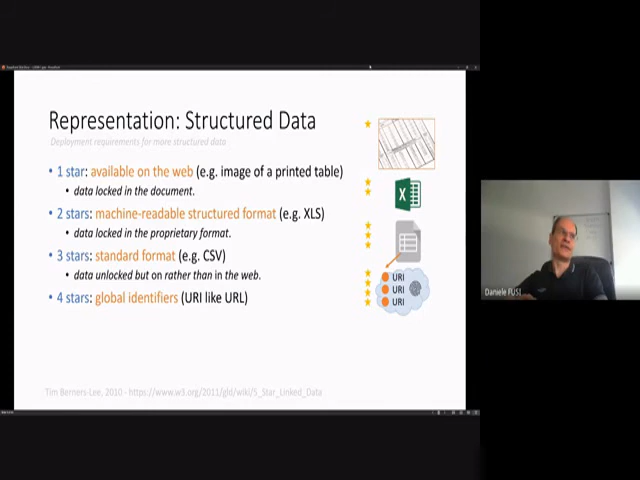 Representation: Structured Data
Deployment requirements for more structured data
• 1 star: available on the web (e.g. image of a printed table)
• data locked in the document.
• 2 stars: machine-readable structured format (e.g. XLS)
• data locked in the proprietary format.
• 3 stars: standard format (e.g. CSV)
• data unlocked but on rather than in the web.
• 4 stars: global identifiers (URI like URL)
X
URI
URI
URI
Tim Berners-Lee, 2010 - https://www.w3.org/2011/gld/wiki/5_Star_Linked_Data
Daniele FUSI